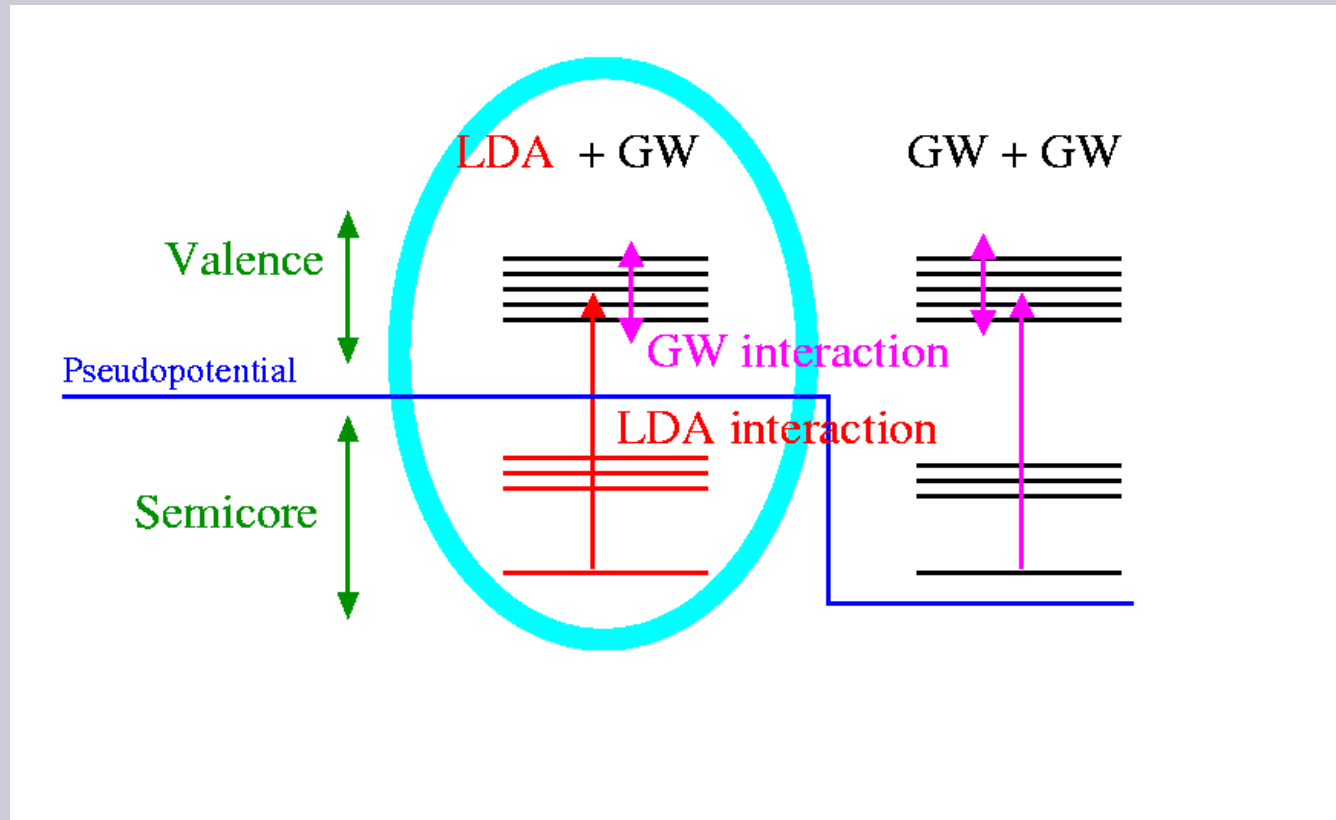 LDA + GW
GW + GW
Valence
GW interaction
Pseudopotential
LDA interaction
Semicore